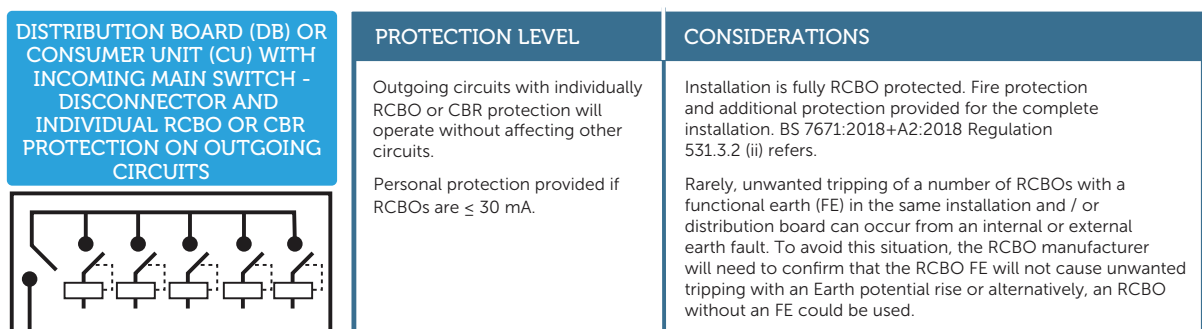 DISTRIBUTION BOARD (DB) OR
CONSUMER UNIT (CU) WITH
INCOMING MAIN SWITCH -
DISCONNECTOR AND
INDIVIDUAL RCBO OR CBR
PROTECTION ON OUTGOING
CIRCUITS
PROTECTION LEVEL
Outgoing circuits with individually
RCBO or CBR protection will
operate without affecting other
circuits.
Personal protection provided if
RCBOs are ≤ 30 mA.
CONSIDERATIONS
Installation is fully RCBO protected. Fire protection
and additional protection provided for the complete
installation. BS 7671:2018+A2:2018 Regulation
531.3.2 (ii) refers.
Rarely, unwanted tripping of a number of RCBOs with a
functional earth (FE) in the same installation and / or
distribution board can occur from an internal or external
earth fault. To avoid this situation, the RCBO manufacturer
will need to confirm that the RCBO FE will not cause unwanted
tripping with an Earth potential rise or alternatively, an RCBO
without an FE could be used.